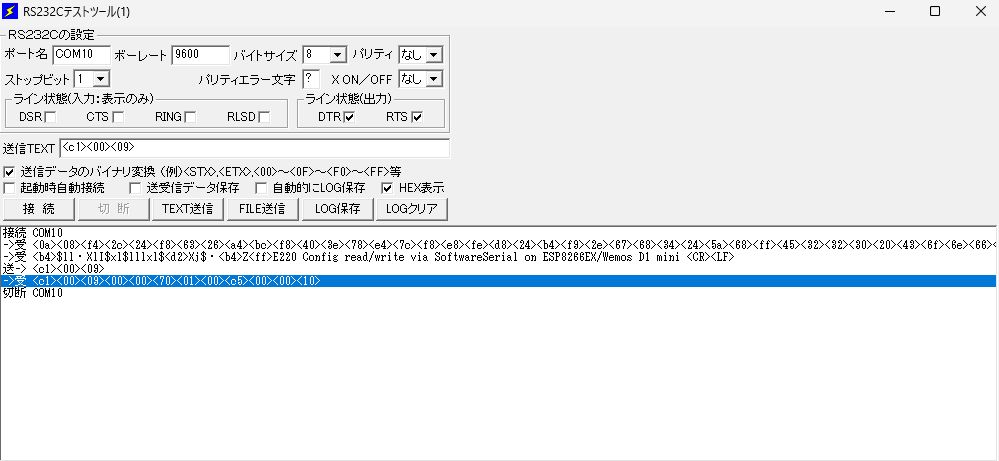 RS232Cテストツール(1)
RS232Cの設定
ポート名 COM10 ボーレート 9600 バイトサイズ 8 パリティ なし
ストップビット 1 パリティエラー文字 ? X ON/OFF なし
ライン状態(入力:表示のみ) ライン状態(出力)
DSR CTS RING RLSD DTR RTS
送信TEXT <c1><00><09>
送信データのバイナリ変換 (例)<STX>,<ETX>,<00>~<0F>~<F0>~<FF>等
起動時自動接続 送受信データ保存 自動的にLOG保存 HEX表示
接 続 切 断 TEXT送信 FILE送信 LOG保存 LOGクリア
接続 COM10
->受 <0a><08><f4><2c><24><f8><63><26><a4><bc><f8><40><3e><78><e4><7c><f8><e8><fe><d8><24><b4><f9><2e><67><68><34><24><5a><68><ff><45><32><32><30><20><43><6f><6e><66>
->受 <b4>$ll・XlI$xl$lllxl$<d2>Xj$・<b4>Z<ff>E220 Config read/write via SoftwareSerial on ESP8266EX/Wemos D1 mini <CR><LF>
送-> <c1><00><09>
->受 <c1><00><09><00><00><70><01><00><c5><00><00><10>
切断 COM10